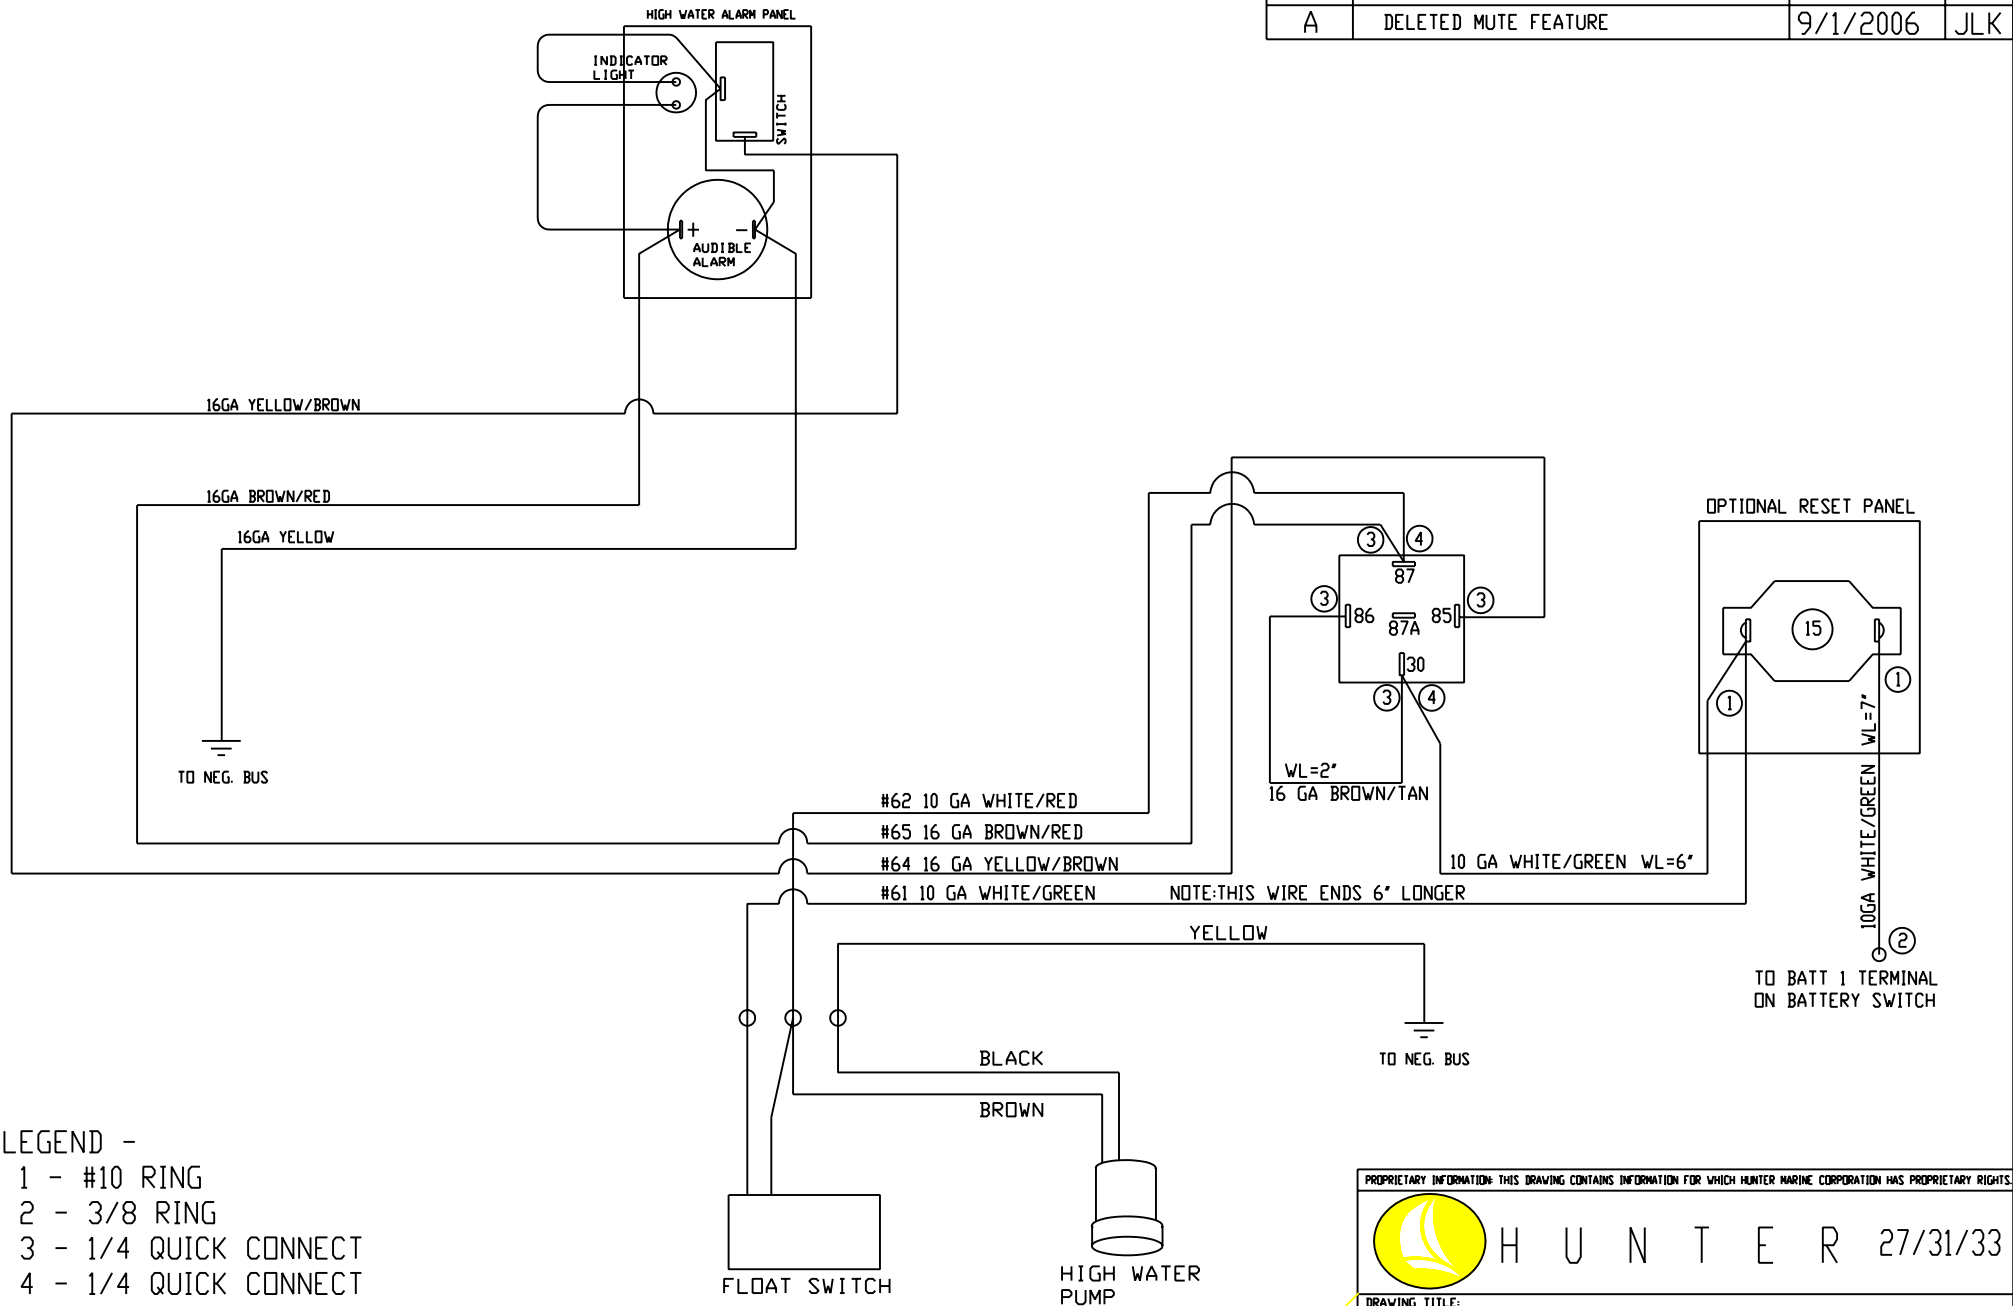 HIGH WATER ALARM PANEL
A DELETED MUTE FEATURE 9/1/2006 JLK
INDICATOR
LIGHT
SWITCH
+ -
AUDIBLE
ALARM
16GA YELLOW/BROWN
16GA BROWN/RED
16GA YELLOW
TO NEG. BUS
OPTIONAL RESET PANEL
3 4
87
3 86 85 3
87A
30
3 4
15
1 1
WL=2"
16 GA BROWN/TAN
10GA WHITE/GREEN WL=7"
#62 10 GA WHITE/RED
#65 16 GA BROWN/RED
#64 16 GA YELLOW/BROWN
10 GA WHITE/GREEN WL=6"
#61 10 GA WHITE/GREEN NOTE:THIS WIRE ENDS 6" LONGER
YELLOW
2
TO BATT 1 TERMINAL
ON BATTERY SWITCH
TO NEG. BUS
BLACK
BROWN
LEGEND -
1 - #10 RING
2 - 3/8 RING
3 - 1/4 QUICK CONNECT
4 - 1/4 QUICK CONNECT
FLOAT SWITCH
HIGH WATER
PUMP
PROPRIETARY INFORMATION: THIS DRAWING CONTAINS INFORMATION FOR WHICH HUNTER MARINE CORPORATION HAS PROPRIETARY RIGHTS.
HUNTER 27/31/33
DRAWING TITLE: